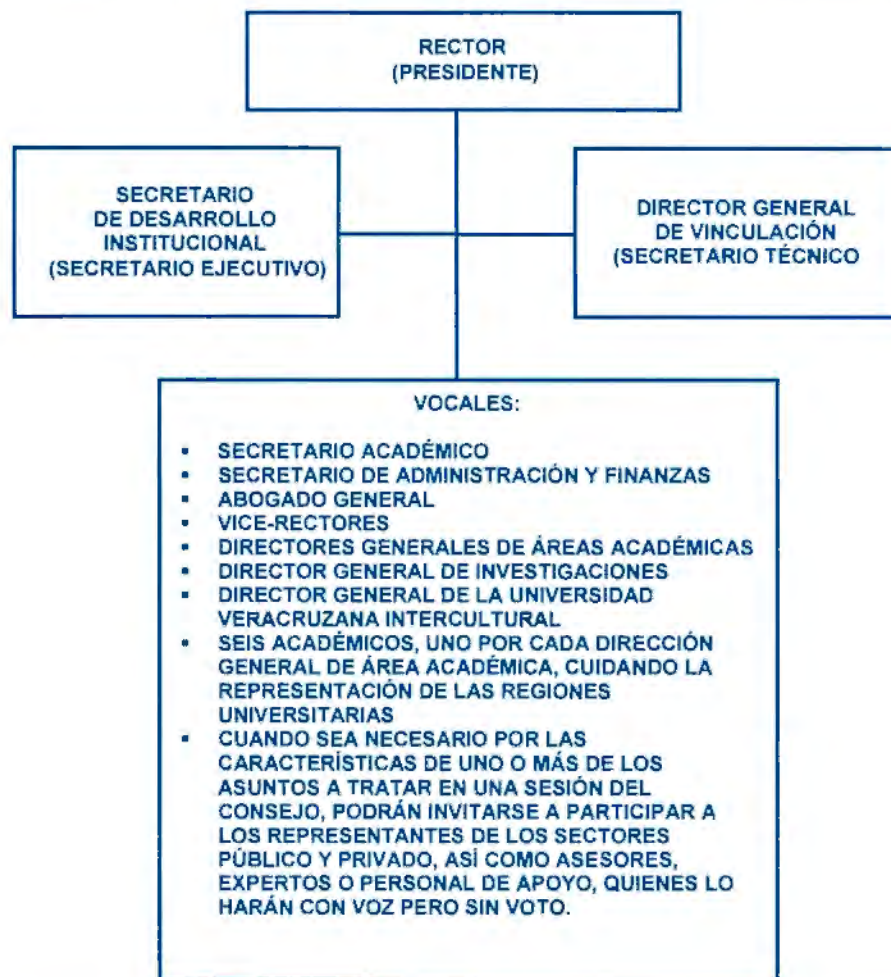 RECTOR
(PRESIDENTE)
SECRETARIO
DE DESARROLLO
INSTITUCIONAL
(SECRETARIO EJECUTIVO)
DIRECTOR GENERAL
DE VINCULACIÓN
(SECRETARIO TÉCNICO
VOCALES:
▪ SECRETARIO ACADÉMICO
▪ SECRETARIO DE ADMINISTRACIÓN Y FINANZAS
▪ ABOGADO GENERAL
▪ VICE-RECTORES
▪ DIRECTORES GENERALES DE ÁREAS ACADÉMICAS
▪ DIRECTOR GENERAL DE INVESTIGACIONES
▪ DIRECTOR GENERAL DE LA UNIVERSIDAD
VERACRUZANA INTERCULTURAL
▪ SEIS ACADÉMICOS, UNO POR CADA DIRECCIÓN
GENERAL DE ÁREA ACADÉMICA, CUIDANDO LA
REPRESENTACIÓN DE LAS REGIONES
UNIVERSITARIAS
▪ CUANDO SEA NECESARIO POR LAS
CARACTERÍSTICAS DE UNO O MÁS DE LOS
ASUNTOS A TRATAR EN UNA SESIÓN DEL
CONSEJO, PODRÁN INVITARSE A PARTICIPAR A
LOS REPRESENTANTES DE LOS SECTORES
PÚBLICO Y PRIVADO, ASÍ COMO ASESORES,
EXPERTOS O PERSONAL DE APOYO, QUIENES LO
HARÁN CON VOZ PERO SIN VOTO.